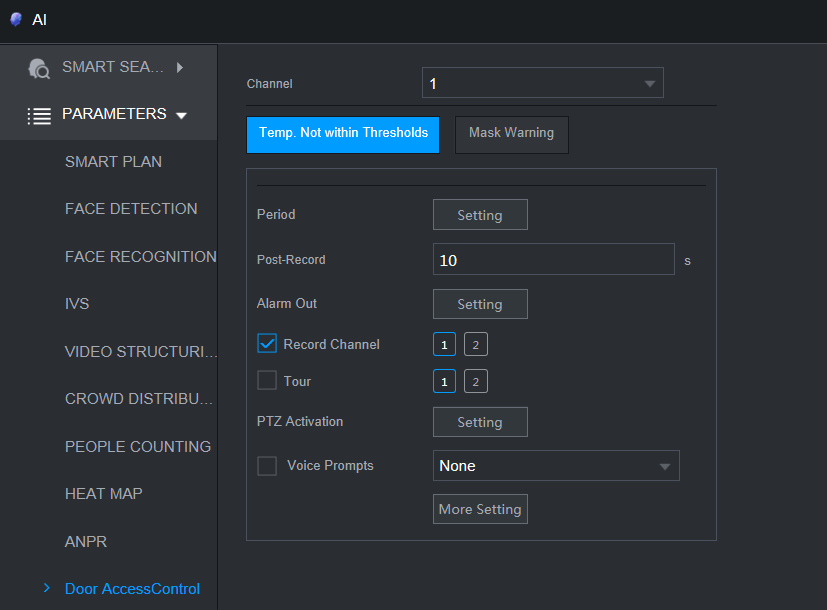 AI
SMART SEA...
PARAMETERS
SMART PLAN
FACE DETECTION
FACE RECOGNITION
IVS
VIDEO STRUCTURI...
CROWD DISTRIBU...
PEOPLE COUNTING
HEAT MAP
ANPR
Door AccessControl
Channel 1
Temp. Not within Thresholds Mask Warning
Period Setting
Post-Record 10 s
Alarm Out Setting
Record Channel 1 2
Tour 1 2
PTZ Activation Setting
Voice Prompts None
More Setting